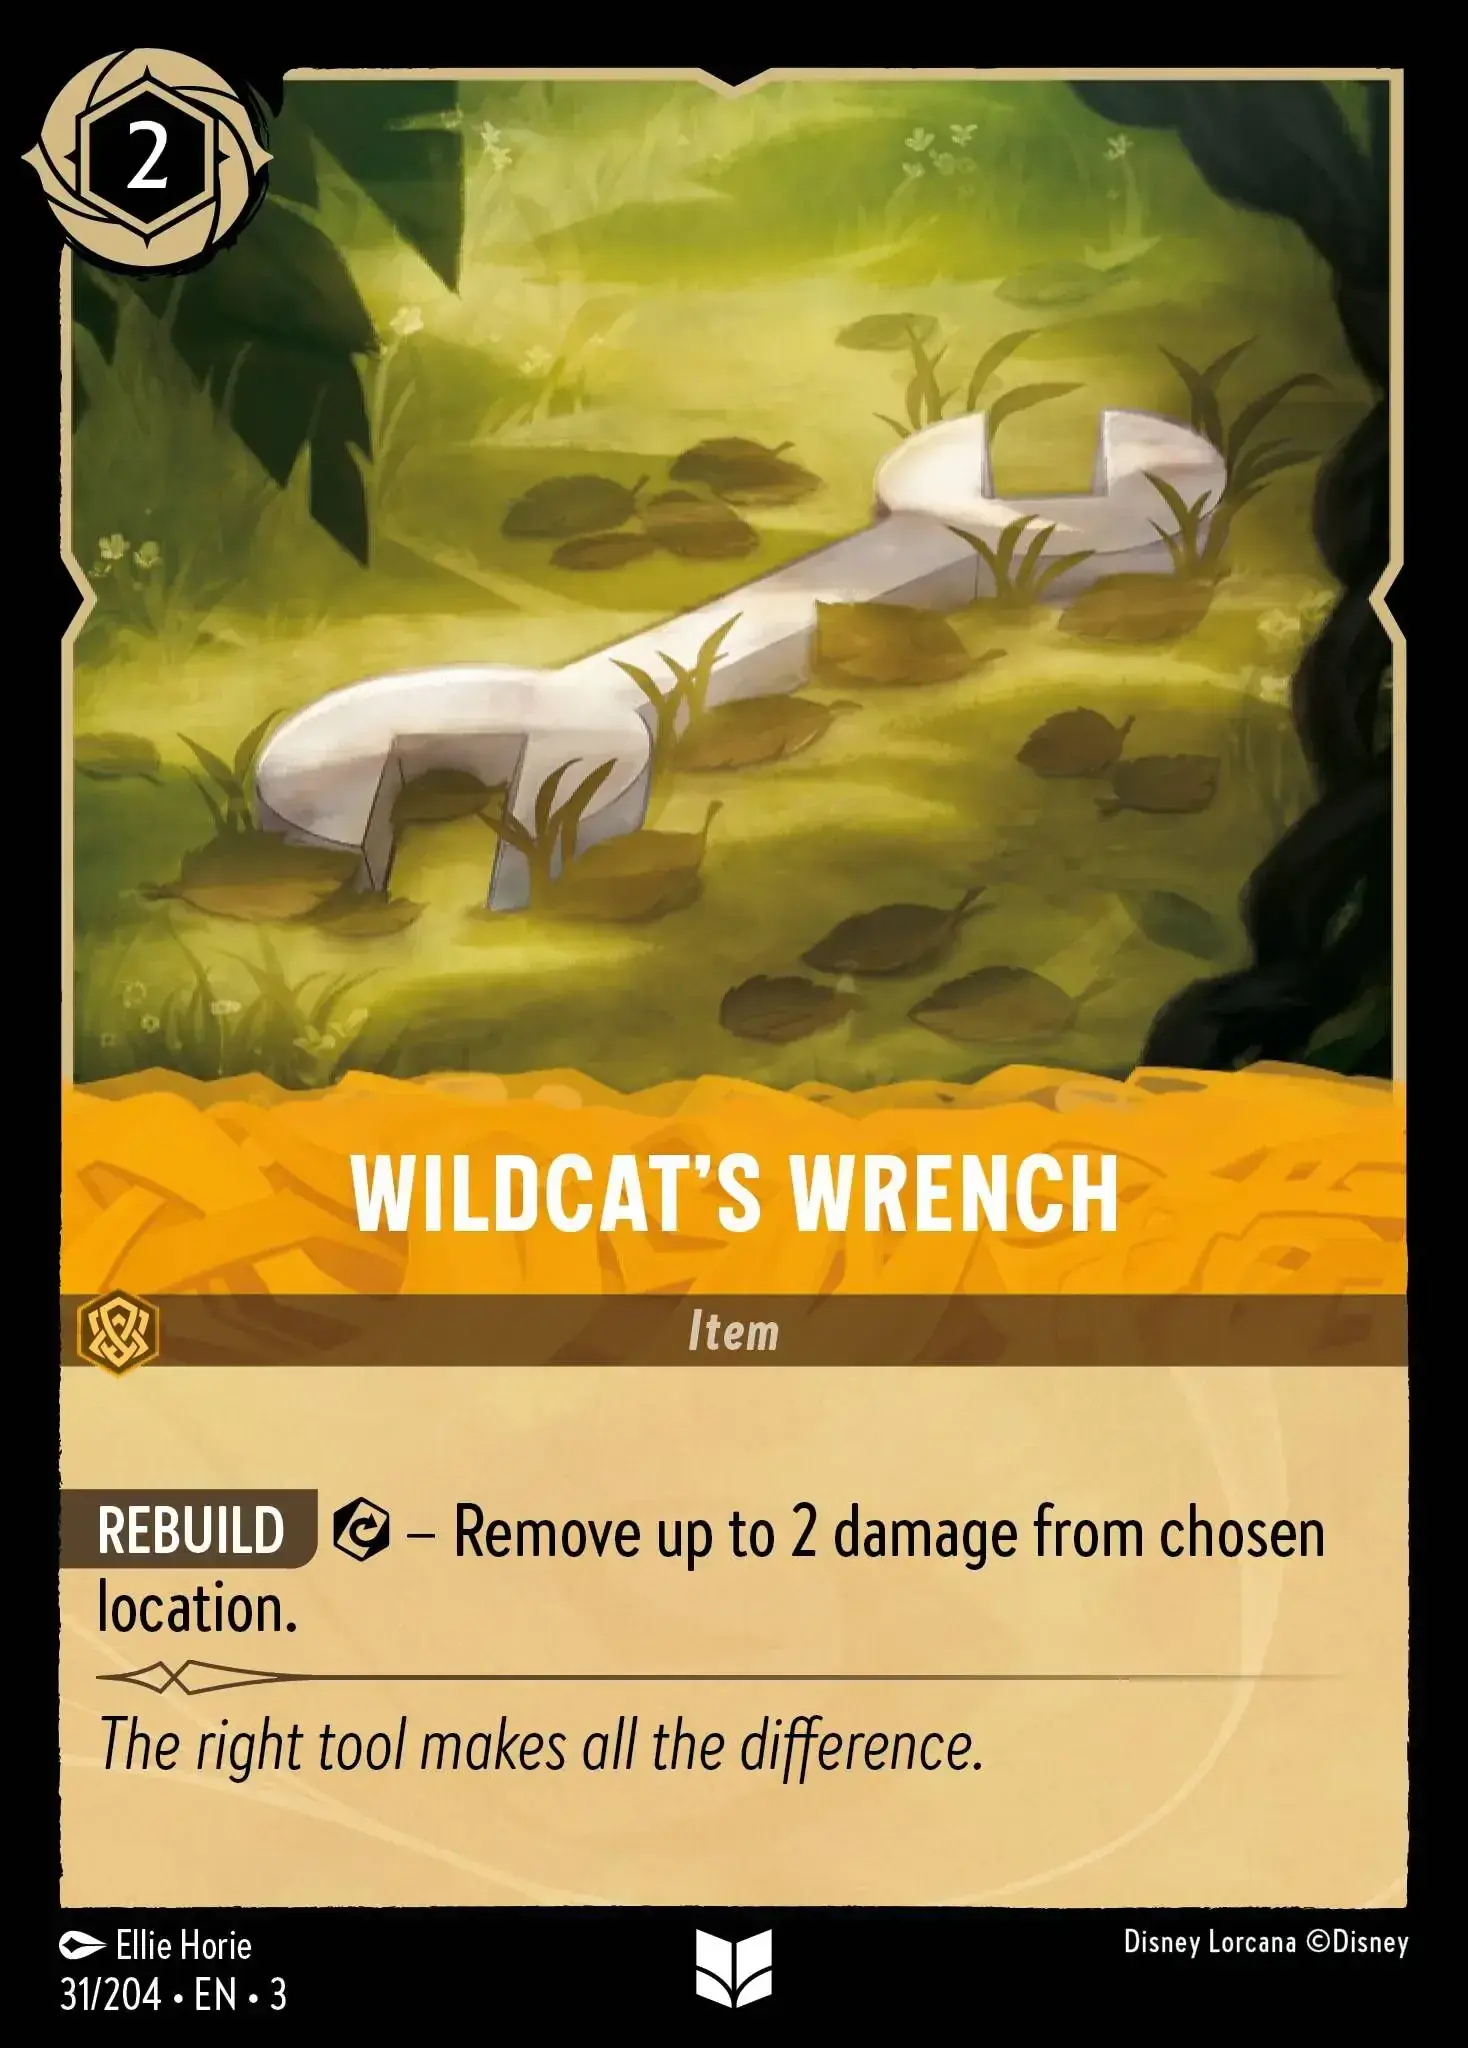 2
WILDCAT'S WRENCH
Item
REBUILD – Remove up to 2 damage from chosen
location.
The right tool makes all the difference.
Ellie Horie
31/204 • EN • 3
Disney Lorcana ©Disney